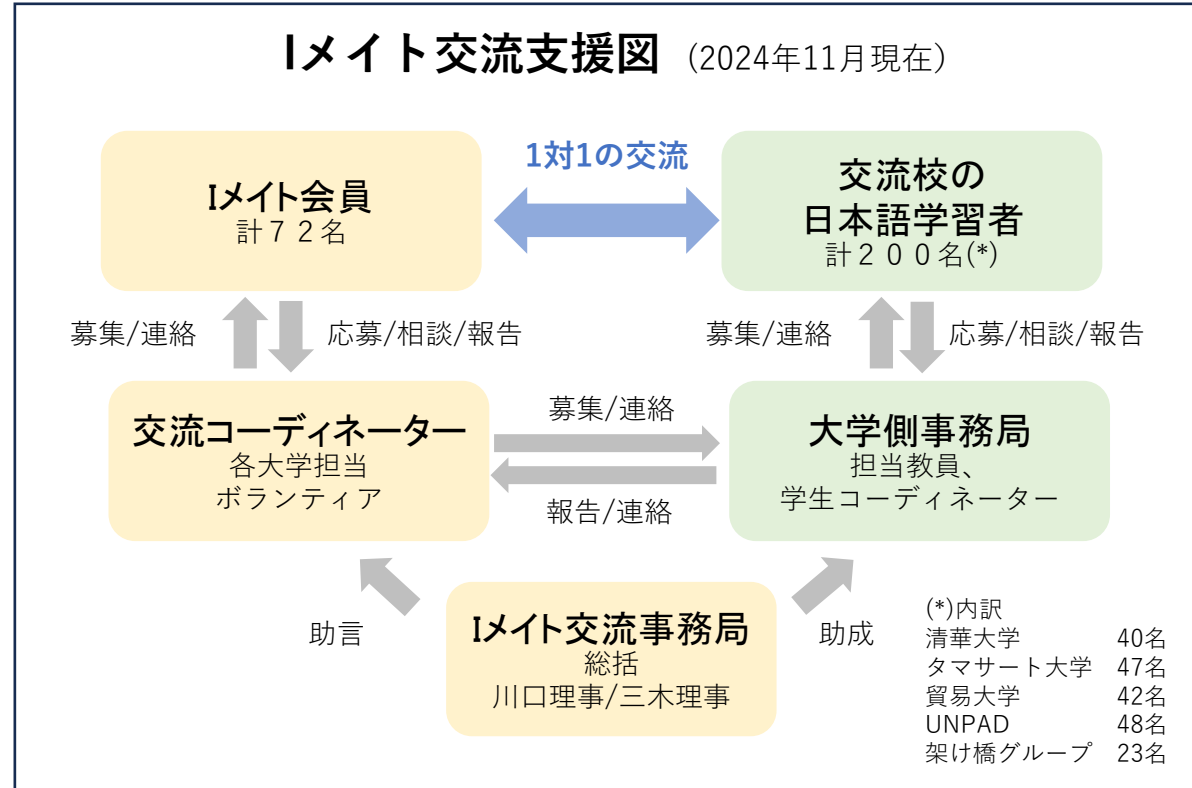 Iメイト交流支援図 (2024年11月現在)
1対1の交流
Iメイト会員
計７２名
交流校の
日本語学習者
計２００名(*)
募集/連絡
応募/相談/報告
募集/連絡
応募/相談/報告
交流コーディネーター
各大学担当
ボランティア
募集/連絡
報告/連絡
大学側事務局
担当教員、
学生コーディネーター
助言
Iメイト交流事務局
総括
川口理事/三木理事
助成
(*)内訳
清華大学 40名
タマサート大学 47名
貿易大学 42名
UNPAD 48名
架け橋グループ 23名